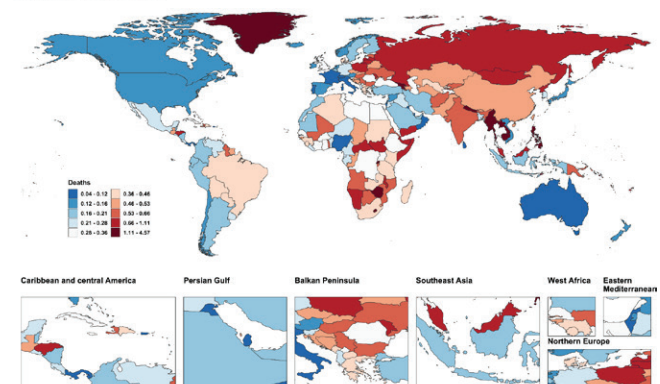 Deaths
0.04 - 0.12
0.12 - 0.16
0.16 - 0.21
0.21 - 0.28
0.28 - 0.36
0.36 - 0.46
0.46 - 0.53
0.53 - 0.66
0.66 - 1.11
1.11 - 4.57
Caribbean and central America
Persian Gulf
Balkan Peninsula
Southeast Asia
West Africa
Eastern
Mediterranean
Northern Europe